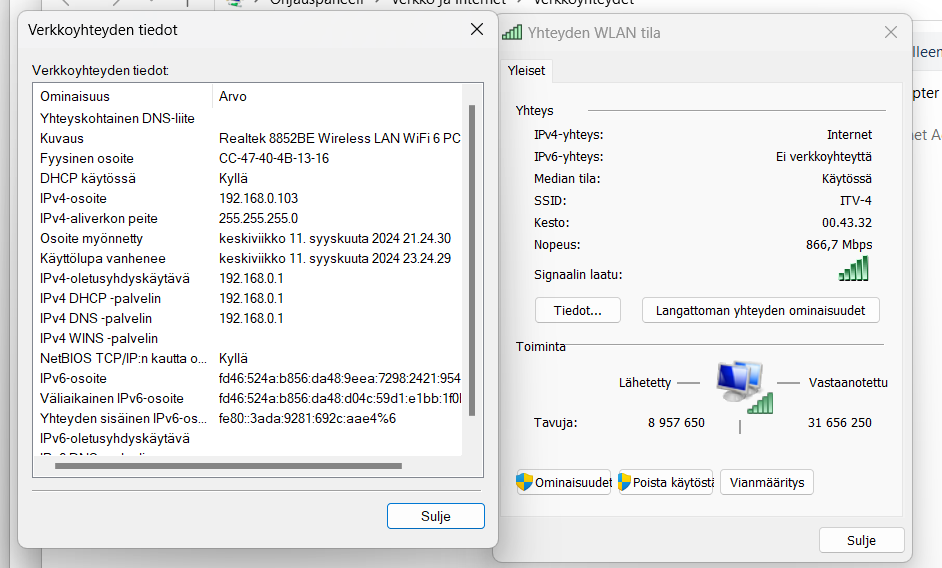 Ohjauspaneeli > Verkko ja Internet > Verkkoyhteydet
Verkkoyhteyden tiedot
Verkkoyhteyden tiedot:
Ominaisuus Arvo
Yhteyskohtainen DNS-liite
Kuvaus Realtek 8852BE Wireless LAN WiFi 6 PC
Fyysinen osoite CC-47-40-4B-13-16
DHCP käytössä Kyllä
IPv4-osoite 192.168.0.103
IPv4-aliverkon peite 255.255.255.0
Osoite myönnetty keskiviikko 11. syyskuuta 2024 21.24.30
Käyttölupa vanhenee keskiviikko 11. syyskuuta 2024 23.24.29
IPv4-oletusyhdyskäytävä 192.168.0.1
IPv4 DHCP -palvelin 192.168.0.1
IPv4 DNS -palvelin 192.168.0.1
IPv4 WINS -palvelin
NetBIOS TCP/IP:n kautta o... Kyllä
IPv6-osoite fd46:524a:b856:da48:9eea:7298:2421:954
Väliaikainen IPv6-osoite fd46:524a:b856:da48:d04c:59d1:e1bb:1f0
Yhteyden sisäinen IPv6-os... fe80::3ada:9281:692c:aae4%6
IPv6-oletusyhdyskäytävä
Sulje
Yhteyden WLAN tila
Yleiset
Yhteys
IPv4-yhteys: Internet
IPv6-yhteys: Ei verkkoyhteyttä
Median tila: Käytössä
SSID: ITV-4
Kesto: 00.43.32
Nopeus: 866,7 Mbps
Signaalin laatu:
Tiedot... Langattoman yhteyden ominaisuudet
Toiminta
Lähetetty Vastaanotettu
Tavuja: 8 957 650 31 656 250
Ominaisuudet Poista käytöstä Vianmääritys
Sulje
lleen
pter
et A